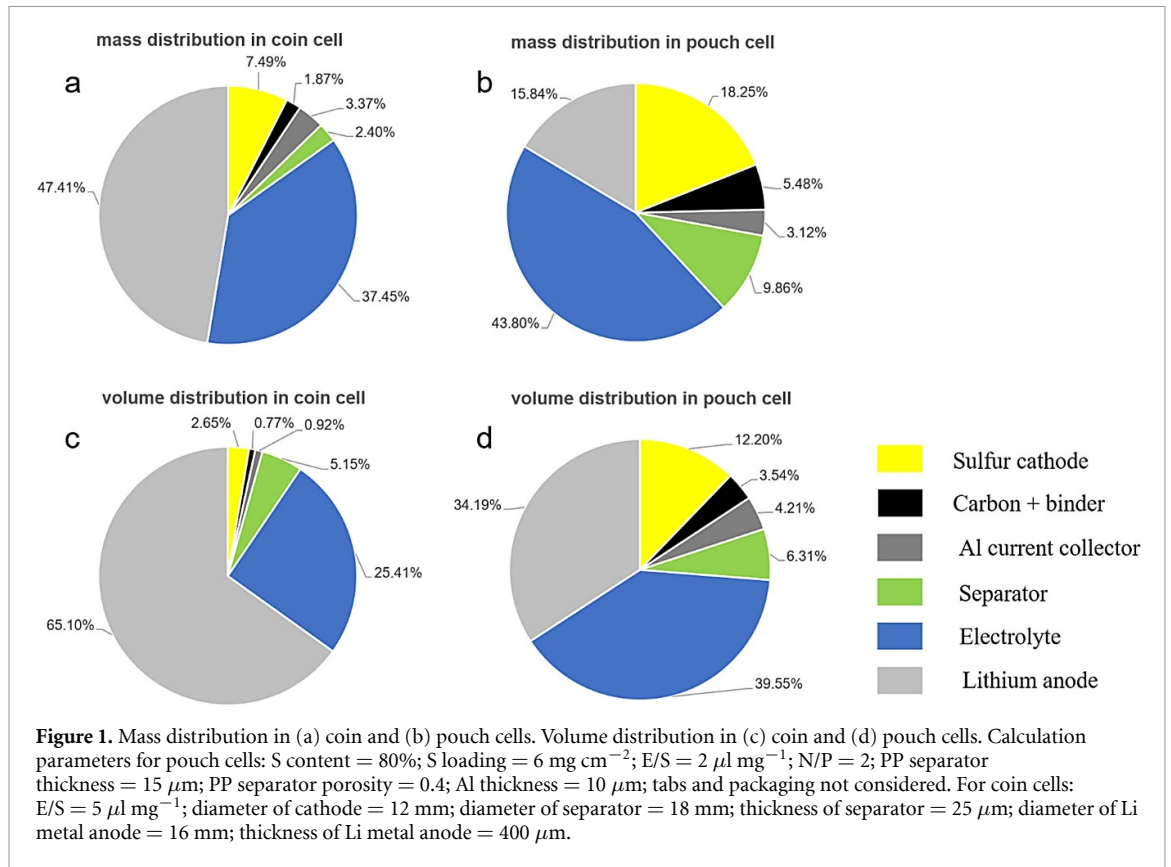 mass distribution in coin cell
a
7.49%
1.87%
3.37%
2.40%
47.41%
37.45%
mass distribution in pouch cell
b
15.84%
18.25%
5.48%
3.12%
9.86%
43.80%
volume distribution in coin cell
c
2.65%
0.77%
0.92%
5.15%
25.41%
65.10%
volume distribution in pouch cell
d
12.20%
3.54%
4.21%
6.31%
34.19%
39.55%
Sulfur cathode
Carbon + binder
Al current collector
Separator
Electrolyte
Lithium anode
Figure 1. Mass distribution in (a) coin and (b) pouch cells. Volume distribution in (c) coin and (d) pouch cells. Calculation
parameters for pouch cells: S content = 80%; S loading = 6 mg cm⁻²; E/S = 2 μl mg⁻¹; N/P = 2; PP separator
thickness = 15 μm; PP separator porosity = 0.4; Al thickness = 10 μm; tabs and packaging not considered. For coin cells:
E/S = 5 μl mg⁻¹; diameter of cathode = 12 mm; diameter of separator = 18 mm; thickness of separator = 25 μm; diameter of Li
metal anode = 16 mm; thickness of Li metal anode = 400 μm.